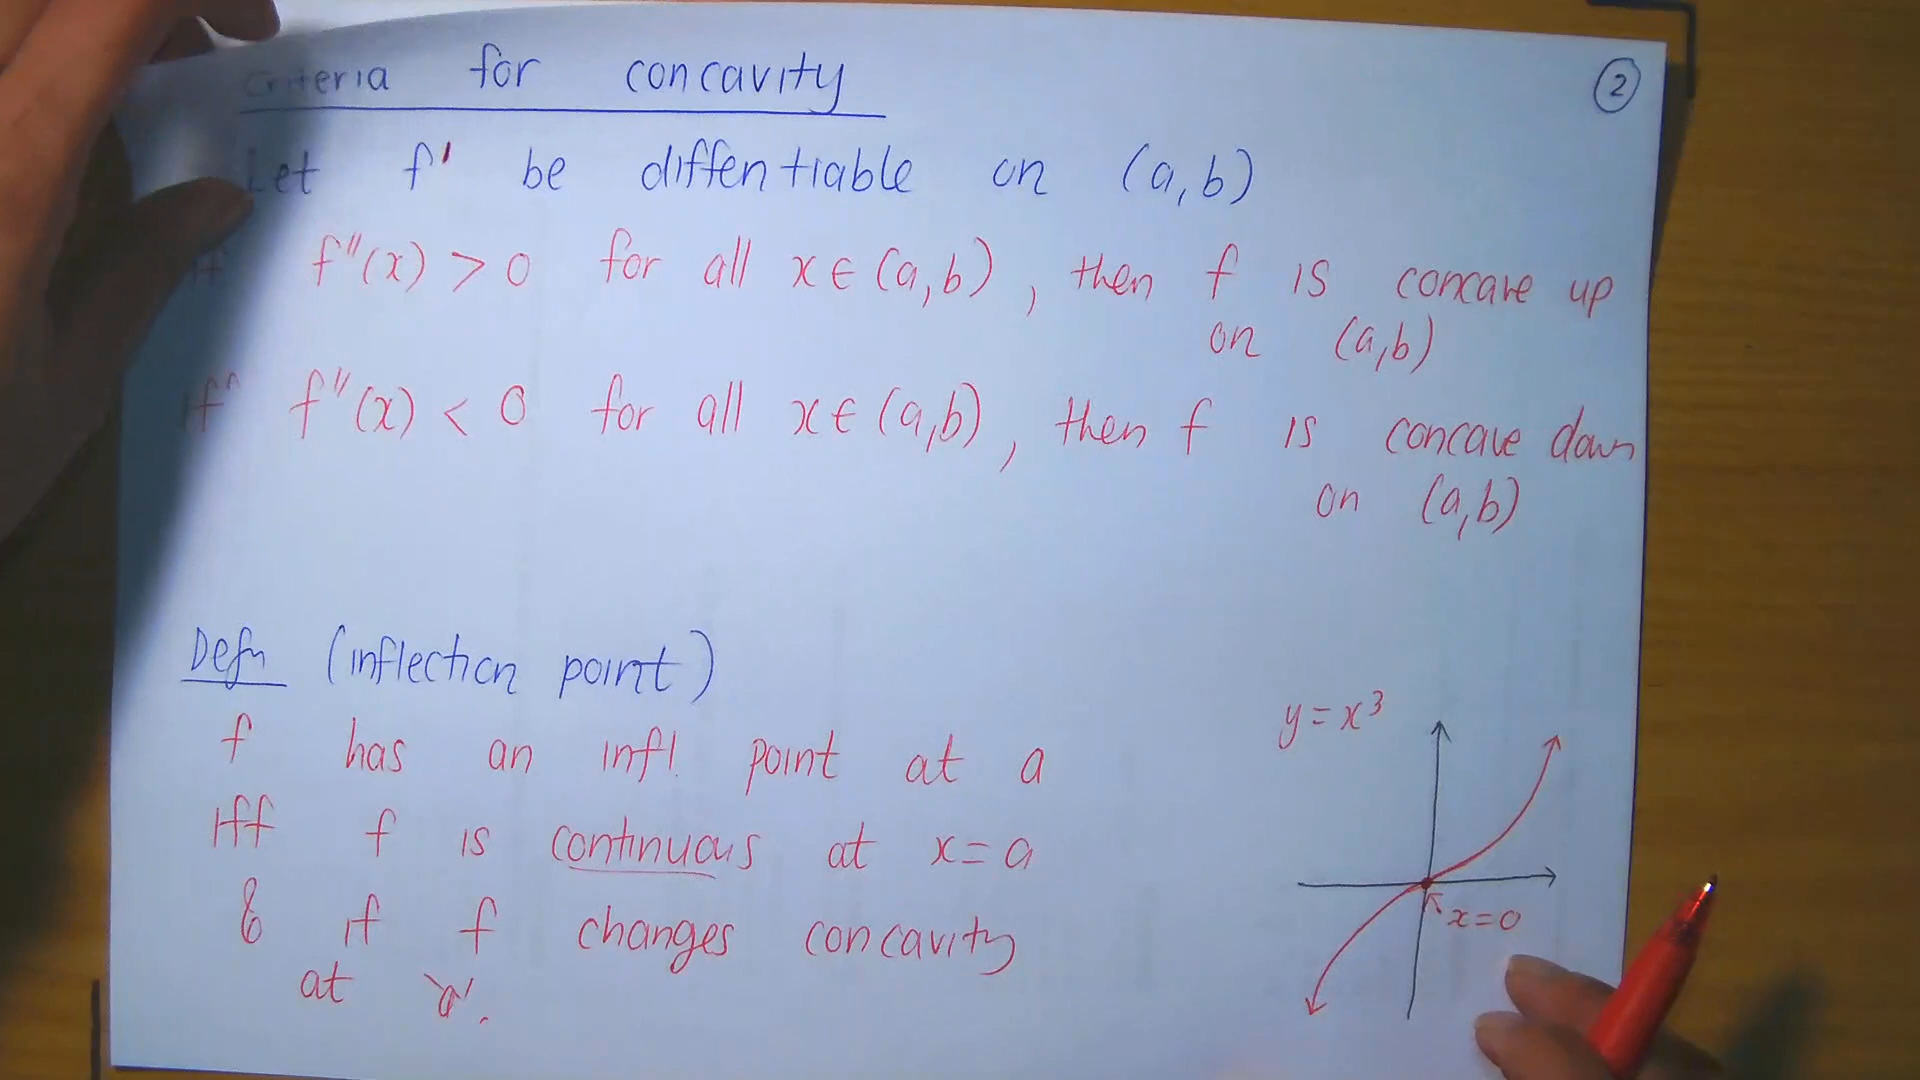 Criteria for concavity
2
Let f' be diffentiable on (a,b)
If f''(x) > 0 for all x ∈ (a,b), then f is concave up
on (a,b)
If f''(x) < 0 for all x ∈ (a,b), then f is concave down
on (a,b)
Defn (inflection point)
f has an infl. point at a
iff f is continuous at x=a
& if f changes concavity
at 'a'.
y=x³
x=0